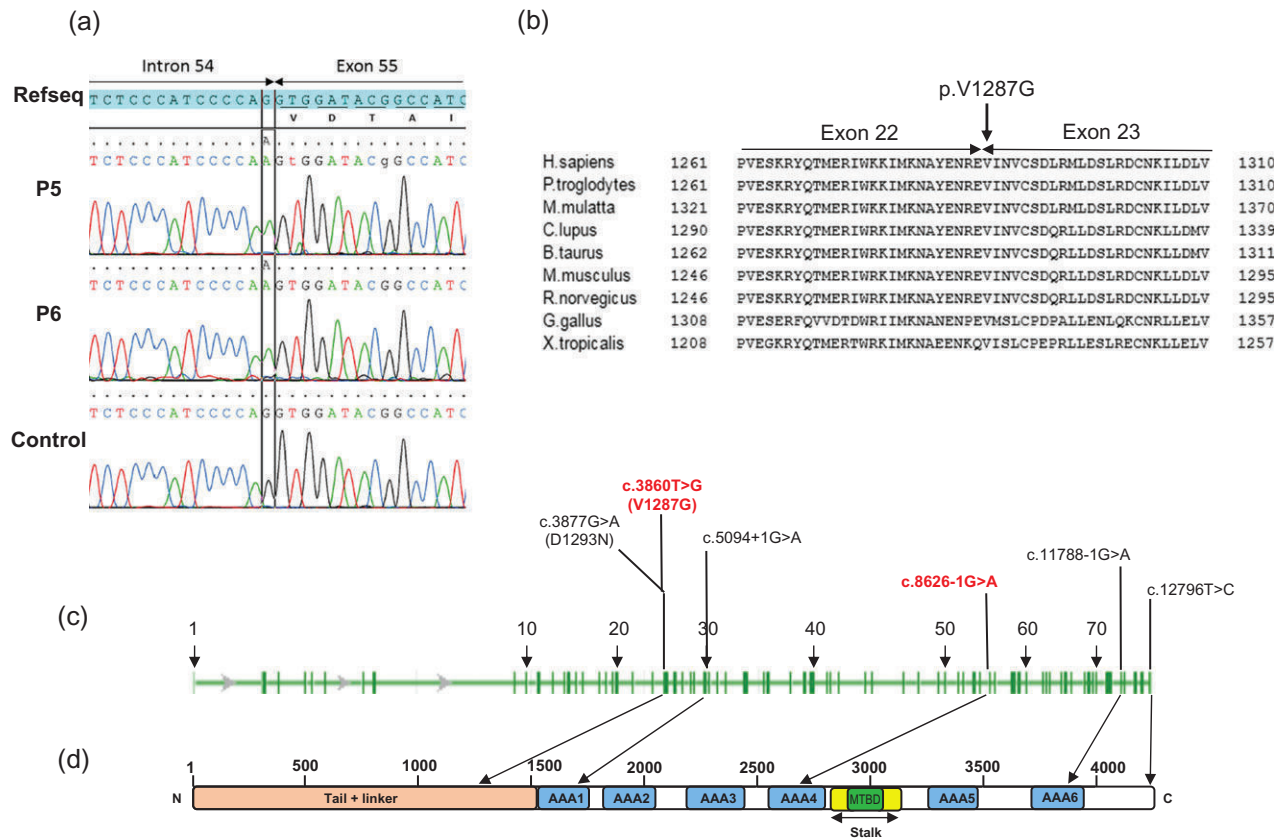 (a)
Intron 54 Exon 55
Refseq TCTCCCATCCCCAGGTGGATACGGCCATC
V D T A I
A
TCTCCCATCCCCAAGtGGATACgGCCATC
P5
A
TCTCCCATCCCCAAGTGGATACGGCCATC
P6
TCTCCCATCCCCAGGTGGATACGGCCATC
Control
(b)
p.V1287G
Exon 22 Exon 23
H.sapiens 1261 PVESKRYQTMERIWKKIMKNAYENREVINVCSDLRMLDSLRDCNKILDLV 1310
P.troglodytes 1261 PVESKRYQTMERIWKKIMKNAYENREVINVCSDLRMLDSLRDCNKILDLV 1310
M.mulatta 1321 PVESKRYQTMERIWKKIMKNAYENREVINVCSDLRMLDSLRDCNKILDLV 1370
C.lupus 1290 PVESKRYQTMERIWRKIMKNAYENREVINVCSDQRLLDSLRDCNKLLDMV 1339
B.taurus 1262 PVESKRYQTMERIWRKIMKNAYENREVINVCSDQRLLDSLRDCNKLLDMV 1311
M.musculus 1246 PVESKRYQTMERIWRKIMKNAYENREVINVCSDLRMLDSLRDCNKILDLV 1295
R.norvegicus 1246 PVESKRYQTMERIWRKIMKNAYENREVINVCSDQRLLDSLRDCNKLLDLV 1295
G.gallus 1308 PVESERFQVVDTDWRIIMKNANENPEVMSLCPDPALLENLQKCNRLLELV 1357
X.tropicalis 1208 PVEGKRYQTMERTWRKIMKNAEENKQVISLCPEPRLLESLRECNKLLELV 1257
c.3860T>G
(V1287G)
c.3877G>A
(D1293N)
c.5094+1G>A
c.8626-1G>A
c.11788-1G>A
c.12796T>C
(c)
1 10 20 30 40 50 60 70
(d)
1 500 1000 1500 2000 2500 3000 3500 4000
N Tail + linker AAA1 AAA2 AAA3 AAA4 MTBD AAA5 AAA6 C
Stalk